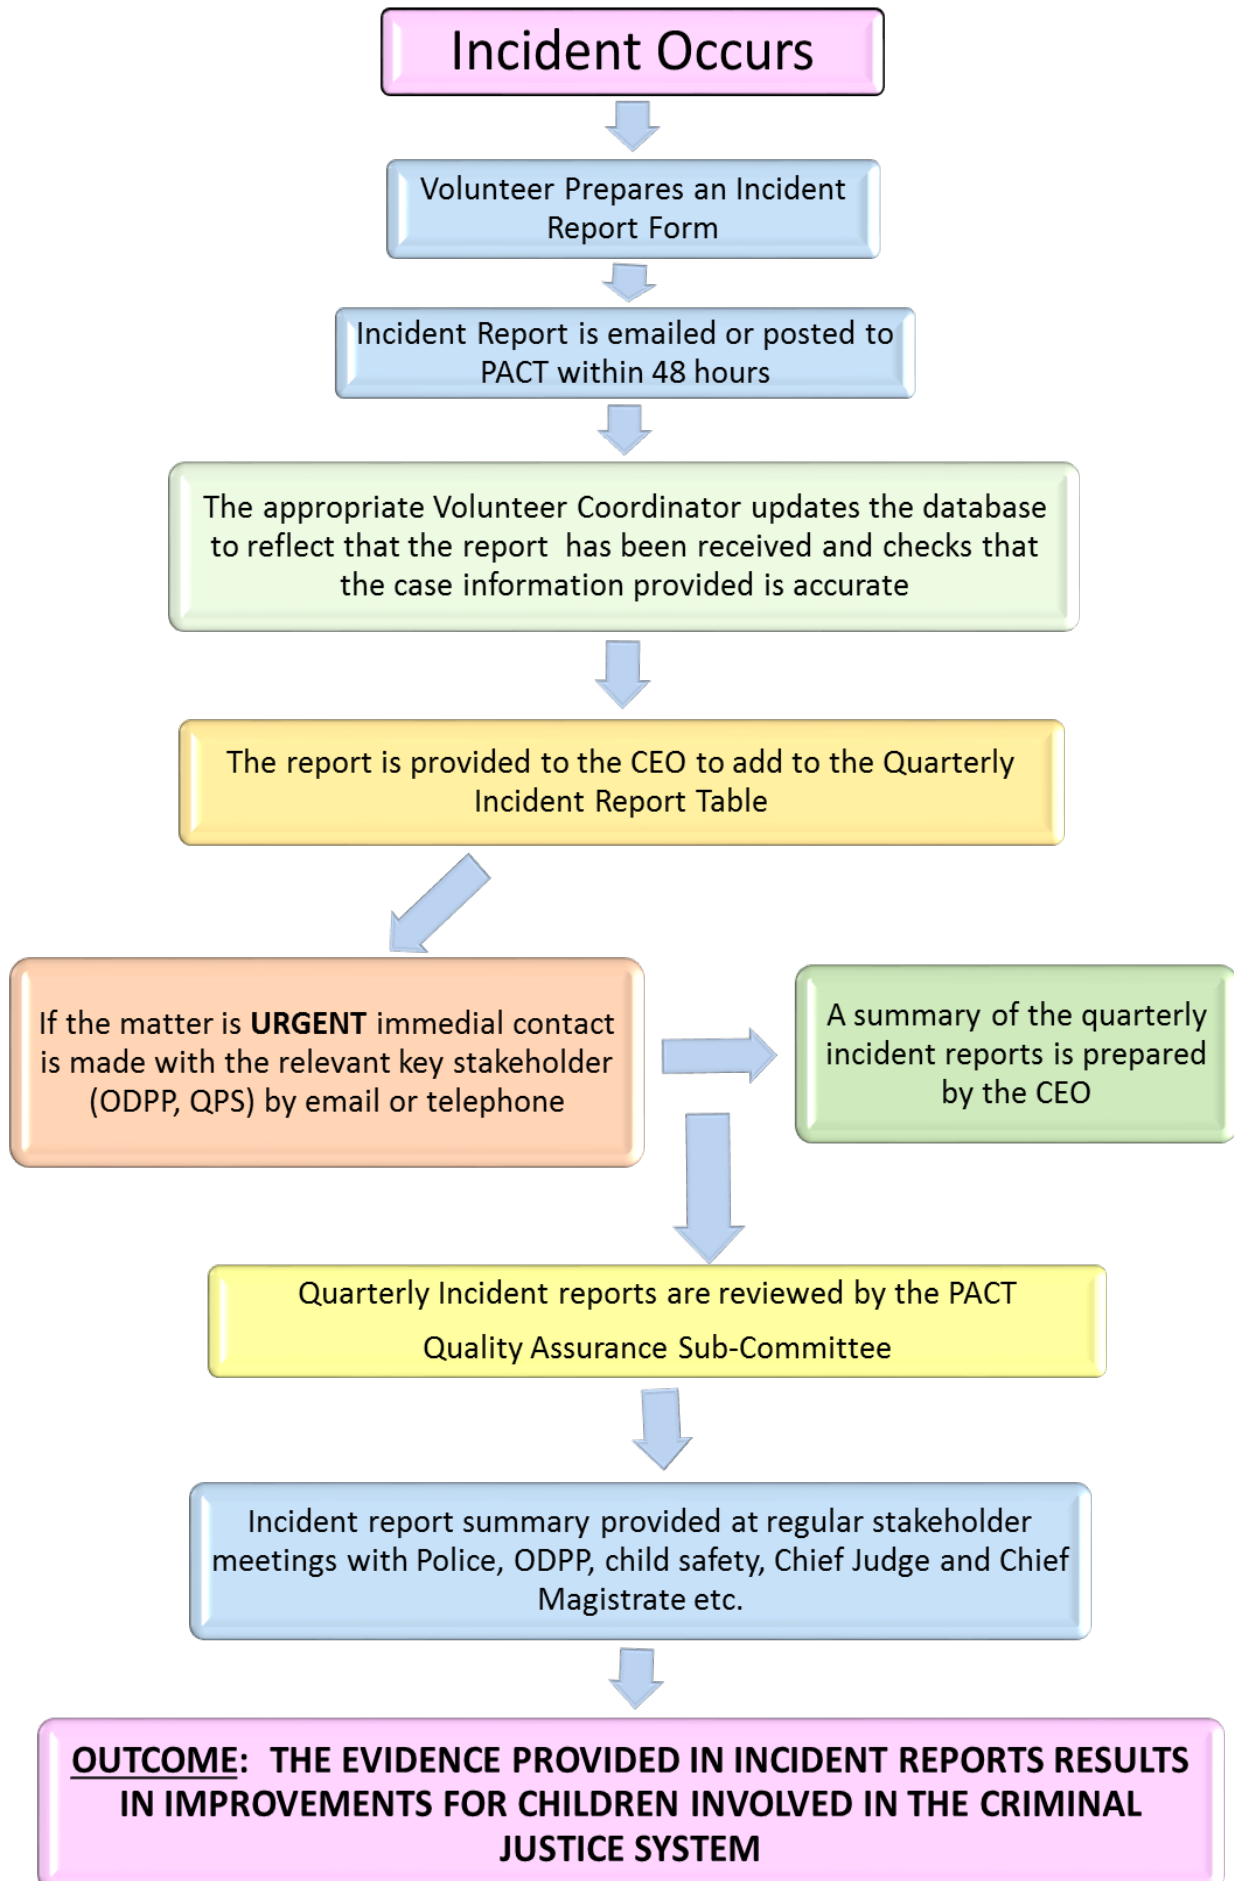 Incident Occurs
Volunteer Prepares an Incident
Report Form
Incident Report is emailed or posted to
PACT within 48 hours
The appropriate Volunteer Coordinator updates the database
to reflect that the report  has been received and checks that
the case information provided is accurate
The report is provided to the CEO to add to the Quarterly
Incident Report Table
If the matter is URGENT immedial contact
is made with the relevant key stakeholder
(ODPP, QPS) by email or telephone
A summary of the quarterly
incident reports is prepared
by the CEO
Quarterly Incident reports are reviewed by the PACT
Quality Assurance Sub-Committee
Incident report summary provided at regular stakeholder
meetings with Police, ODPP, child safety, Chief Judge and Chief
Magistrate etc.
OUTCOME:  THE EVIDENCE PROVIDED IN INCIDENT REPORTS RESULTS
IN IMPROVEMENTS FOR CHILDREN INVOLVED IN THE CRIMINAL
JUSTICE SYSTEM